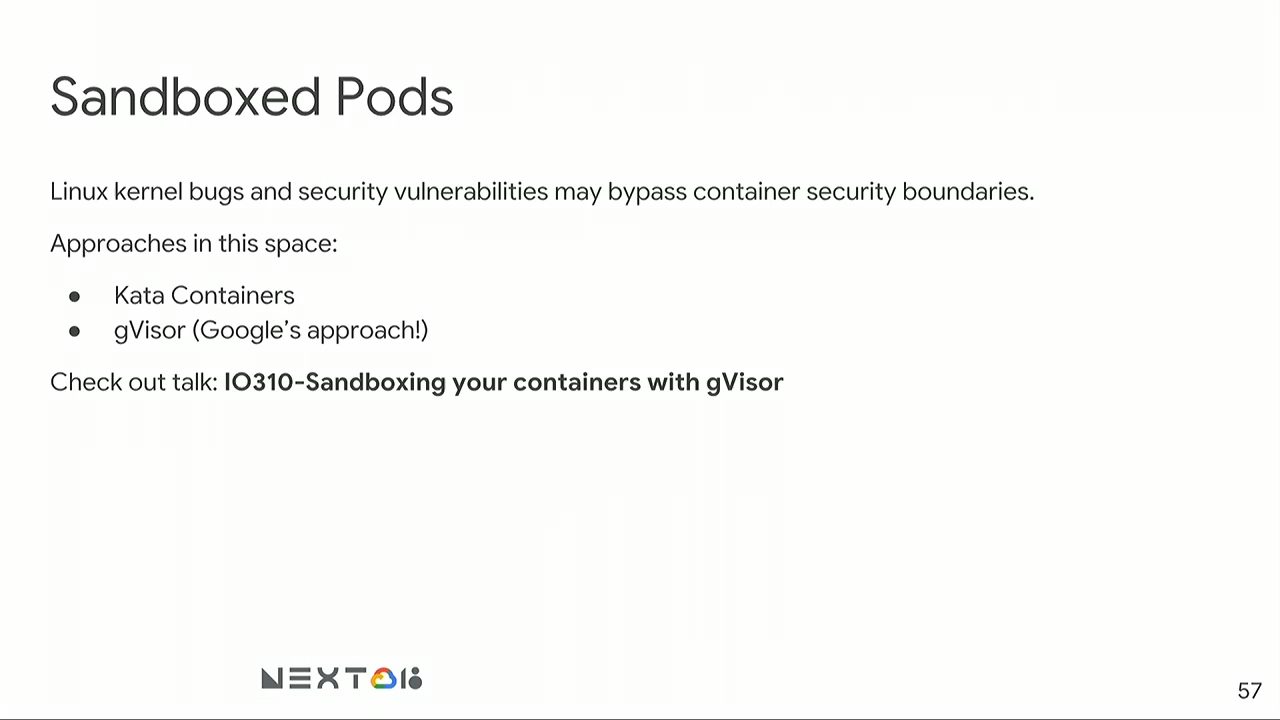 Sandboxed Pods
Linux kernel bugs and security vulnerabilities may bypass container security boundaries.
Approaches in this space:
● Kata Containers
● gVisor (Google’s approach!)
Check out talk: IO310-Sandboxing your containers with gVisor
NEXT 18
57